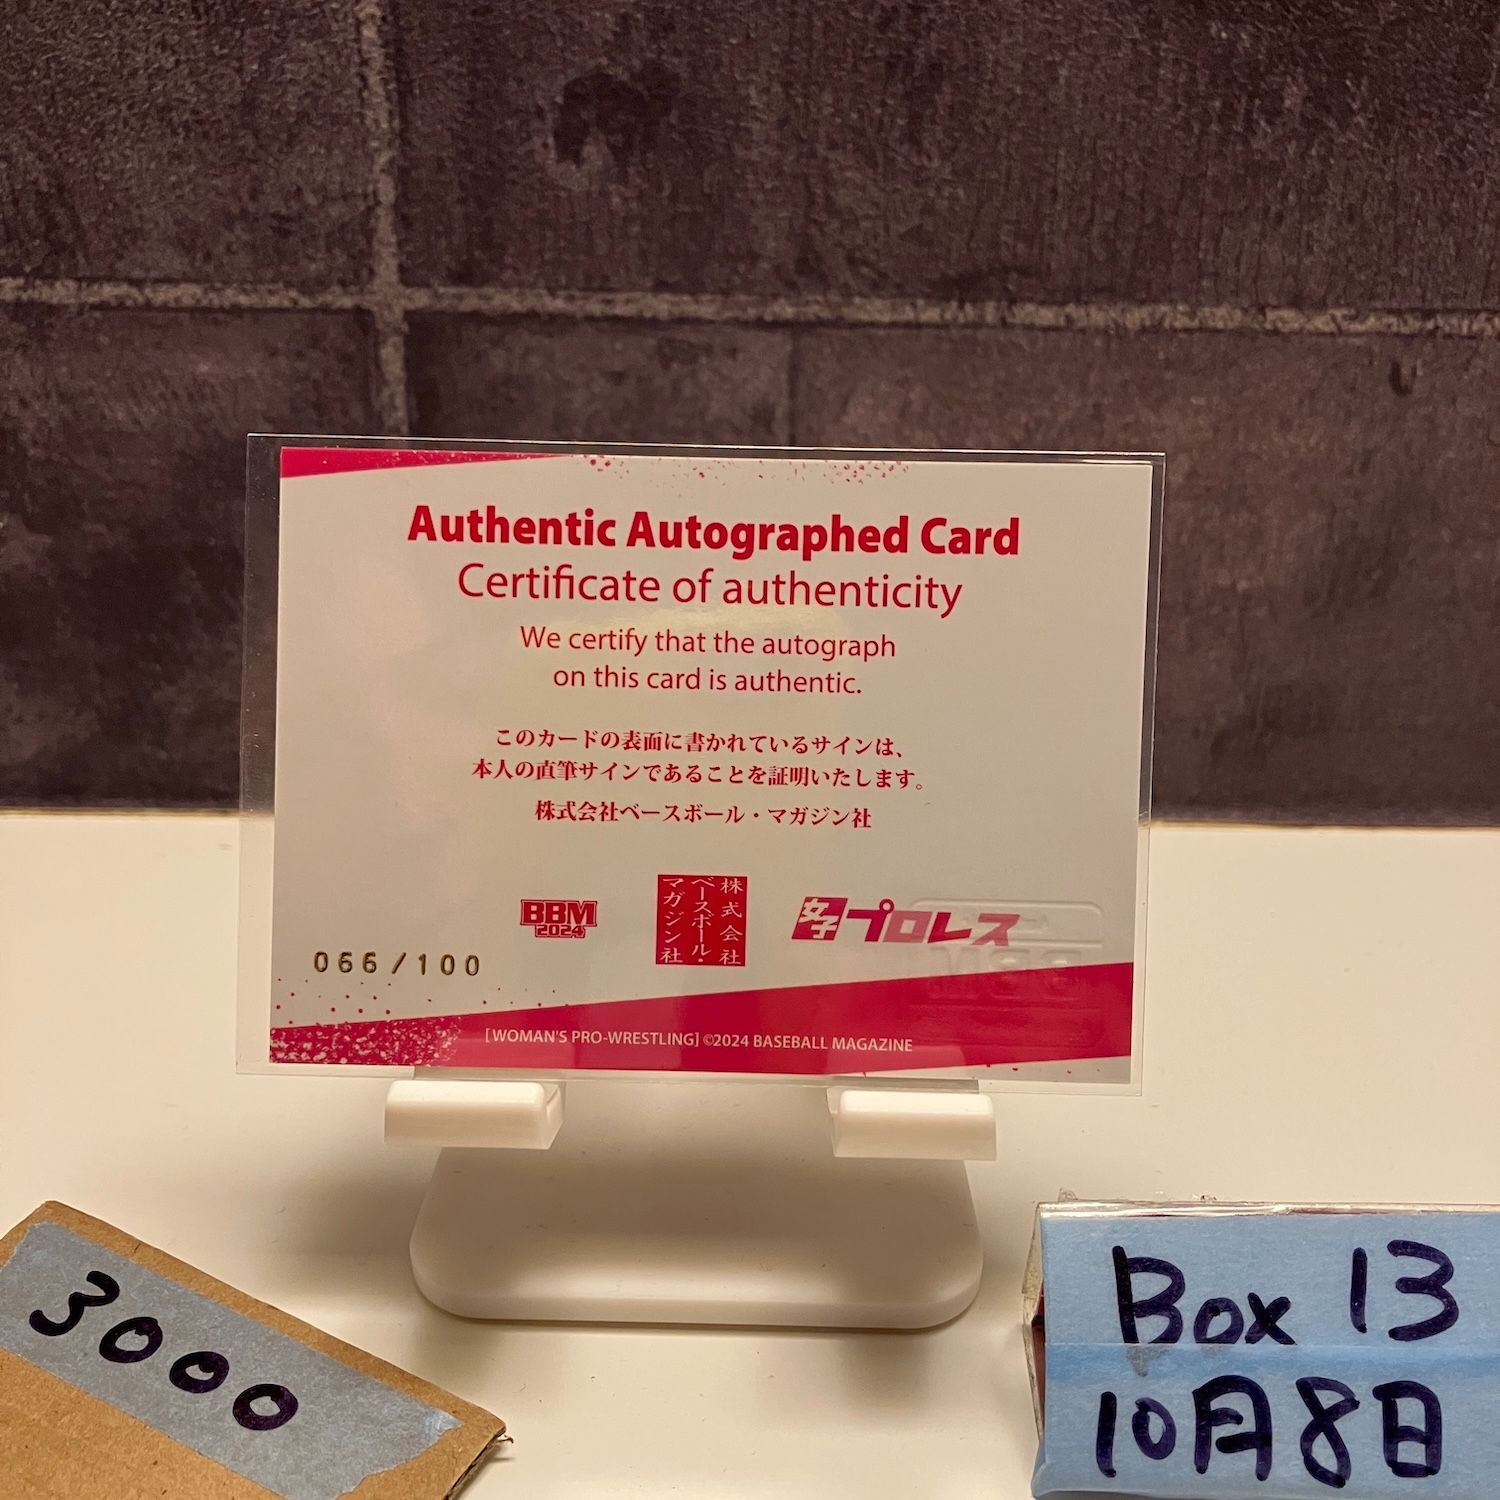 Authentic Autographed Card
Certificate of authenticity
We certify that the autograph
on this card is authentic.
このカードの表面に書かれているサインは、
本人の直筆サインであることを証明いたします。
株式会社ベースボール・マガジン社
BBM
2024
株式会社
ベースボール・
マガジン社
女子プロレス
066/100
[WOMAN'S PRO-WRESTLING] ©2024 BASEBALL MAGAZINE
3000
Box 13
10月8日